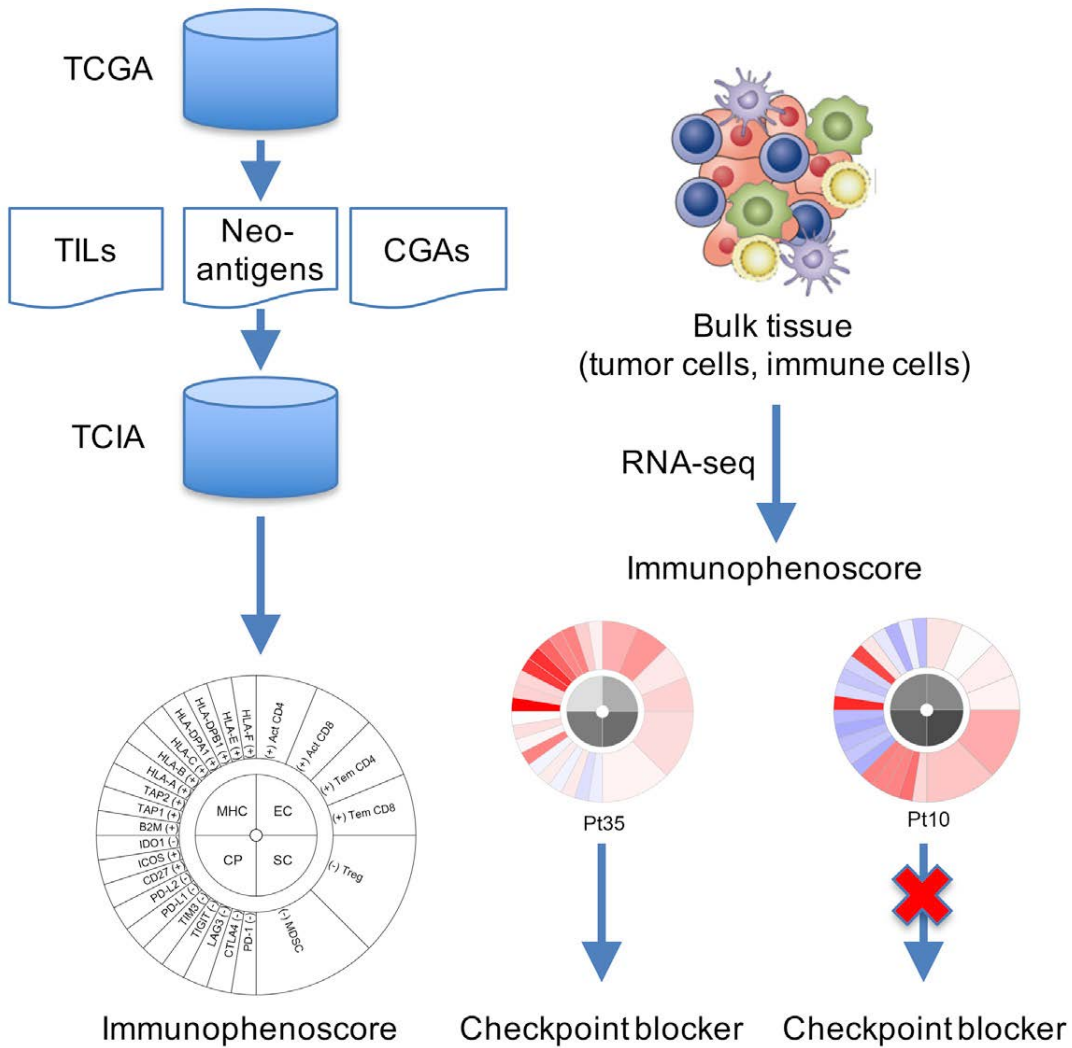 TCGA
TILs
Neo-
antigens
CGAs
TCIA
HLA-F (+)
HLA-E (+)
HLA-DPB1 (+)
HLA-DPA1 (+)
HLA-C (+)
HLA-B (+)
HLA-A (+)
TAP2 (+)
TAP1 (+)
B2M (+)
IDO1 (-)
ICOS (+)
CD27 (+)
PD-L2 (-)
PD-L1 (-)
TIM3 (-)
TIGIT (-)
LAG3 (-)
CTLA4 (-)
PD-1 (-)
(-) MDSC
(-) Treg
(+) Tem CD8
(+) Tem CD4
(+) Act CD8
(+) Act CD4
MHC
EC
CP
SC
Immunophenoscore
Bulk tissue
(tumor cells, immune cells)
RNA-seq
Immunophenoscore
Pt35
Pt10
Checkpoint blocker
Checkpoint blocker